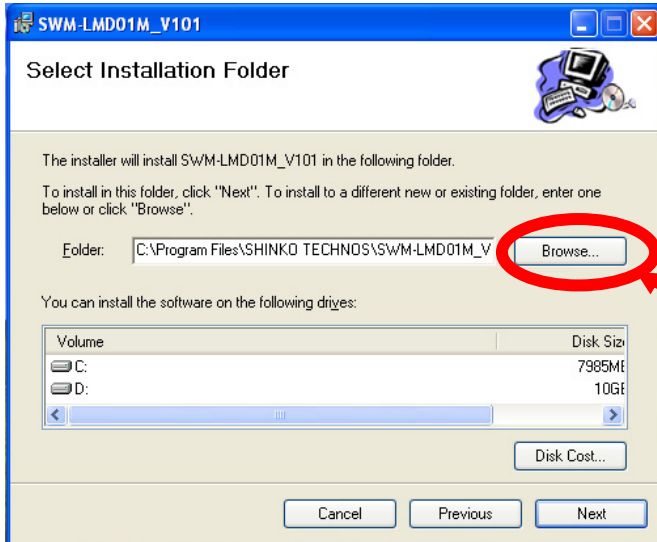 SWM-LMD01M_V101
Select Installation Folder
The installer will install SWM-LMD01M_V101 in the following folder.
To install in this folder, click "Next". To install to a different new or existing folder, enter one
below or click "Browse".
Folder: C:\Program Files\SHINKO TECHNOS\SWM-LMD01M_V Browse...
You can install the software on the following drives:
Volume Disk Siz
C: 7985MB
D: 10GB
Disk Cost...
Cancel Previous Next